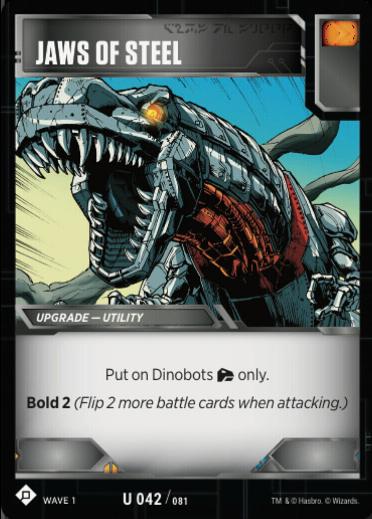 JAWS OF STEEL
UPGRADE — UTILITY
Put on Dinobots only.
Bold 2 (Flip 2 more battle cards when attacking.)
WAVE 1 U 042 / 081 TM & © Hasbro. © Wizards.